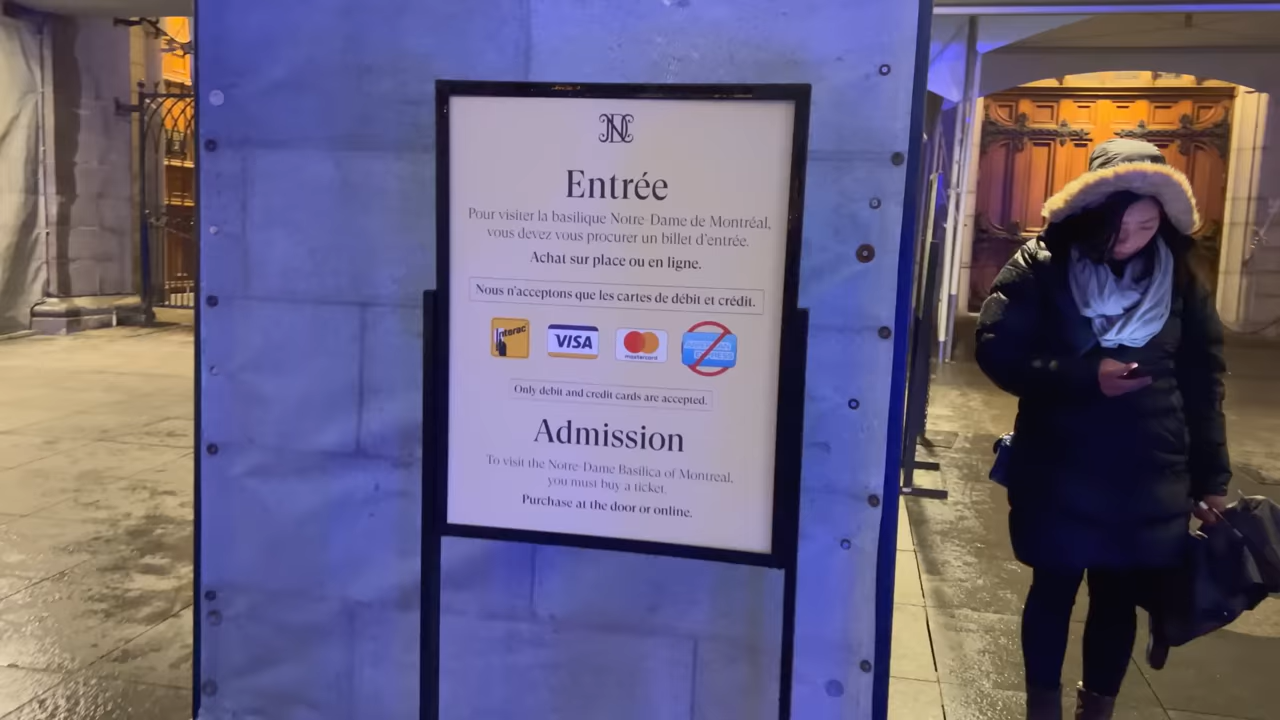 Entrée
Pour visiter la basilique Notre-Dame de Montréal,
vous devez vous procurer un billet d'entrée.
Achat sur place ou en ligne.
Nous n'acceptons que les cartes de débit et crédit.
Interac VISA mastercard AMERICAN EXPRESS
Only debit and credit cards are accepted.
Admission
To visit the Notre-Dame Basilica of Montreal,
you must buy a ticket.
Purchase at the door or online.